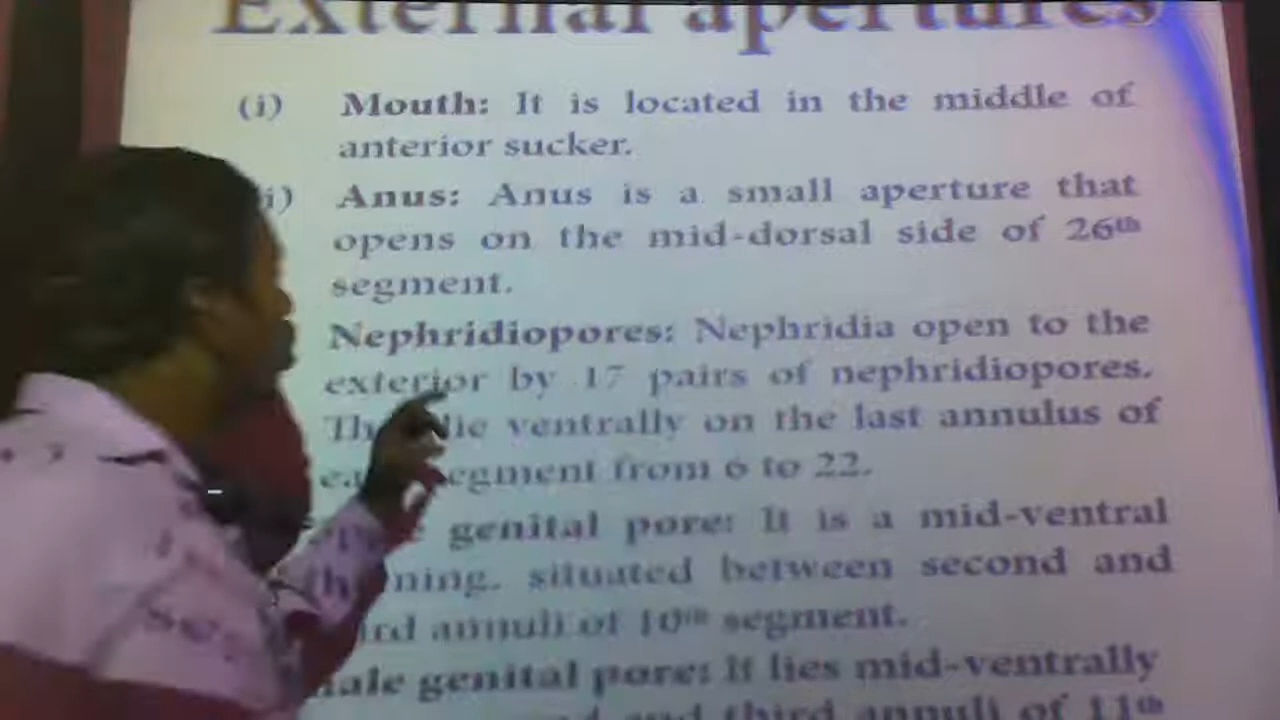 External apertures
(i) Mouth: It is located in the middle of
anterior sucker.
i) Anus: Anus is a small aperture that
opens on the mid-dorsal side of 26th
segment.
Nephridiopores: Nephridia open to the
exterior by 17 pairs of nephridiopores.
lie ventrally on the last annulus of
segment from 6 to 22.
genital pore: It is a mid-ventral
situated between second and
annuli of 10th segment.
genital pore: It lies mid-ventrally
and third annuli of 11th